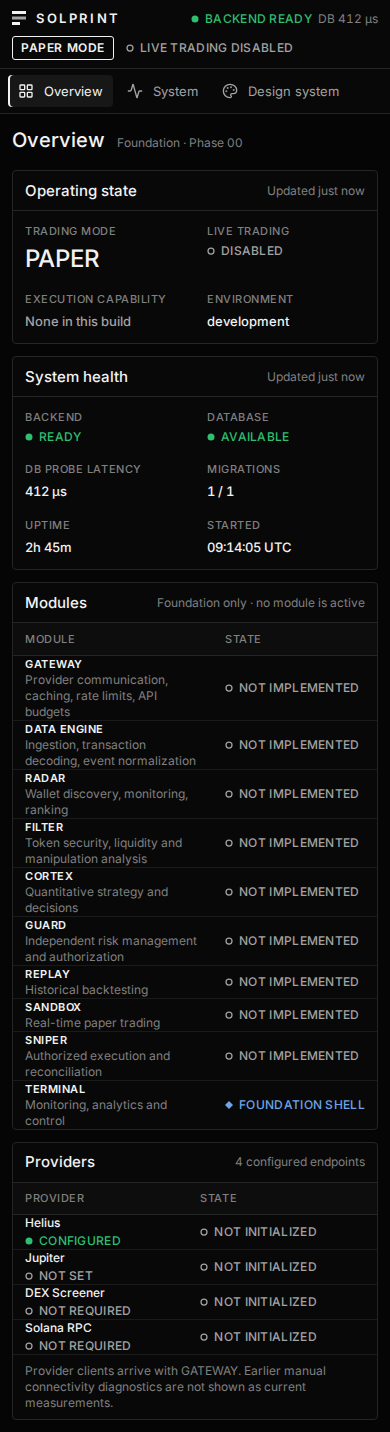 SOLPRINT
BACKEND READY DB 412 µs
PAPER MODE LIVE TRADING DISABLED
Overview System Design system
Overview Foundation · Phase 00
Operating state Updated just now
TRADING MODE LIVE TRADING
PAPER DISABLED
EXECUTION CAPABILITY ENVIRONMENT
None in this build development
System health Updated just now
BACKEND DATABASE
READY AVAILABLE
DB PROBE LATENCY MIGRATIONS
412 µs 1 / 1
UPTIME STARTED
2h 45m 09:14:05 UTC
Modules Foundation only · no module is active
MODULE STATE
GATEWAY
Provider communication,
caching, rate limits, API
budgets
NOT IMPLEMENTED
DATA ENGINE
Ingestion, transaction
decoding, event normalization
NOT IMPLEMENTED
RADAR
Wallet discovery, monitoring,
ranking
NOT IMPLEMENTED
FILTER
Token security, liquidity and
manipulation analysis
NOT IMPLEMENTED
CORTEX
Quantitative strategy and
decisions
NOT IMPLEMENTED
GUARD
Independent risk management
and authorization
NOT IMPLEMENTED
REPLAY
Historical backtesting
NOT IMPLEMENTED
SANDBOX
Real-time paper trading
NOT IMPLEMENTED
SNIPER
Authorized execution and
reconciliation
NOT IMPLEMENTED
TERMINAL
Monitoring, analytics and
control
FOUNDATION SHELL
Providers 4 configured endpoints
PROVIDER STATE
Helius
CONFIGURED
NOT INITIALIZED
Jupiter
NOT SET
NOT INITIALIZED
DEX Screener
NOT REQUIRED
NOT INITIALIZED
Solana RPC
NOT REQUIRED
NOT INITIALIZED
Provider clients arrive with GATEWAY. Earlier manual
connectivity diagnostics are not shown as current
measurements.